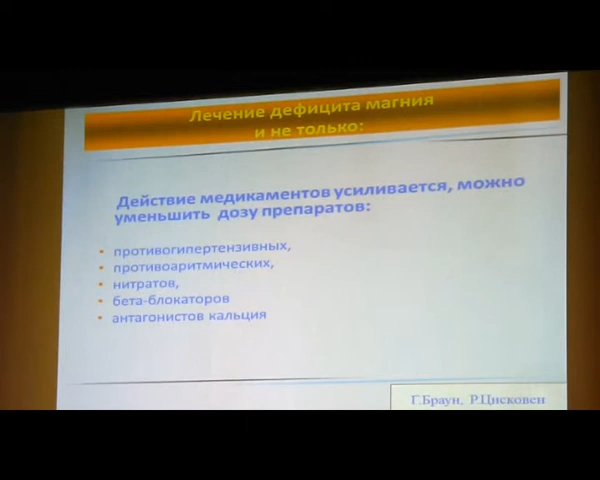 Лечение дефицита магния
и не только:
Действие медикаментов усиливается, можно
уменьшить дозу препаратов:
• противогипертензивных,
• противоаритмических,
• нитратов,
• бета-блокаторов
• антагонистов кальция
Г.Браун, Р.Цисковен